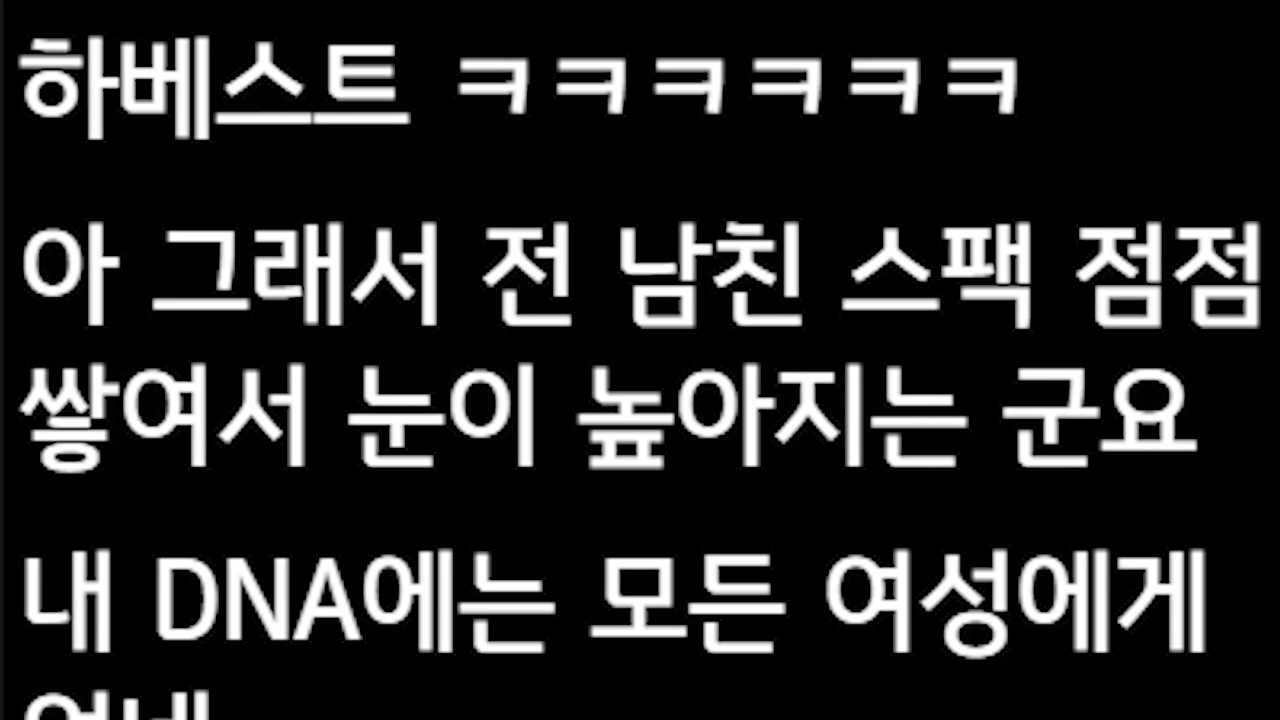 하베스트 ㅋㅋㅋㅋㅋㅋ
아 그래서 전 남친 스팩 점점
쌓여서 눈이 높아지는 군요
내 DNA에는 모든 여성에게